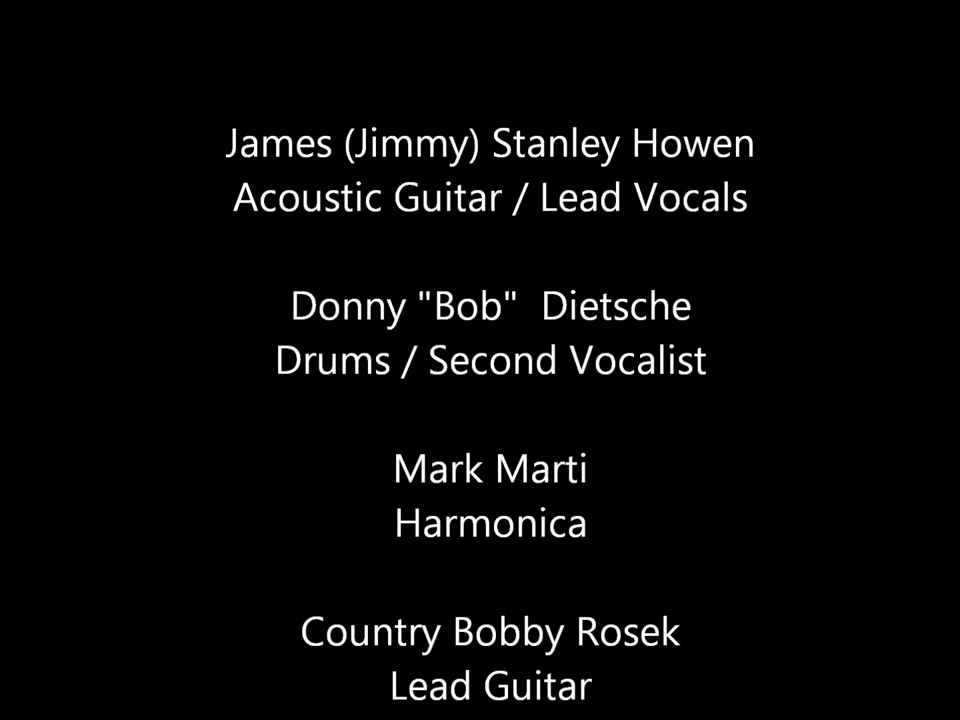 James (Jimmy) Stanley Howen
Acoustic Guitar / Lead Vocals
Donny "Bob"  Dietsche
Drums / Second Vocalist
Mark Marti
Harmonica
Country Bobby Rosek
Lead Guitar